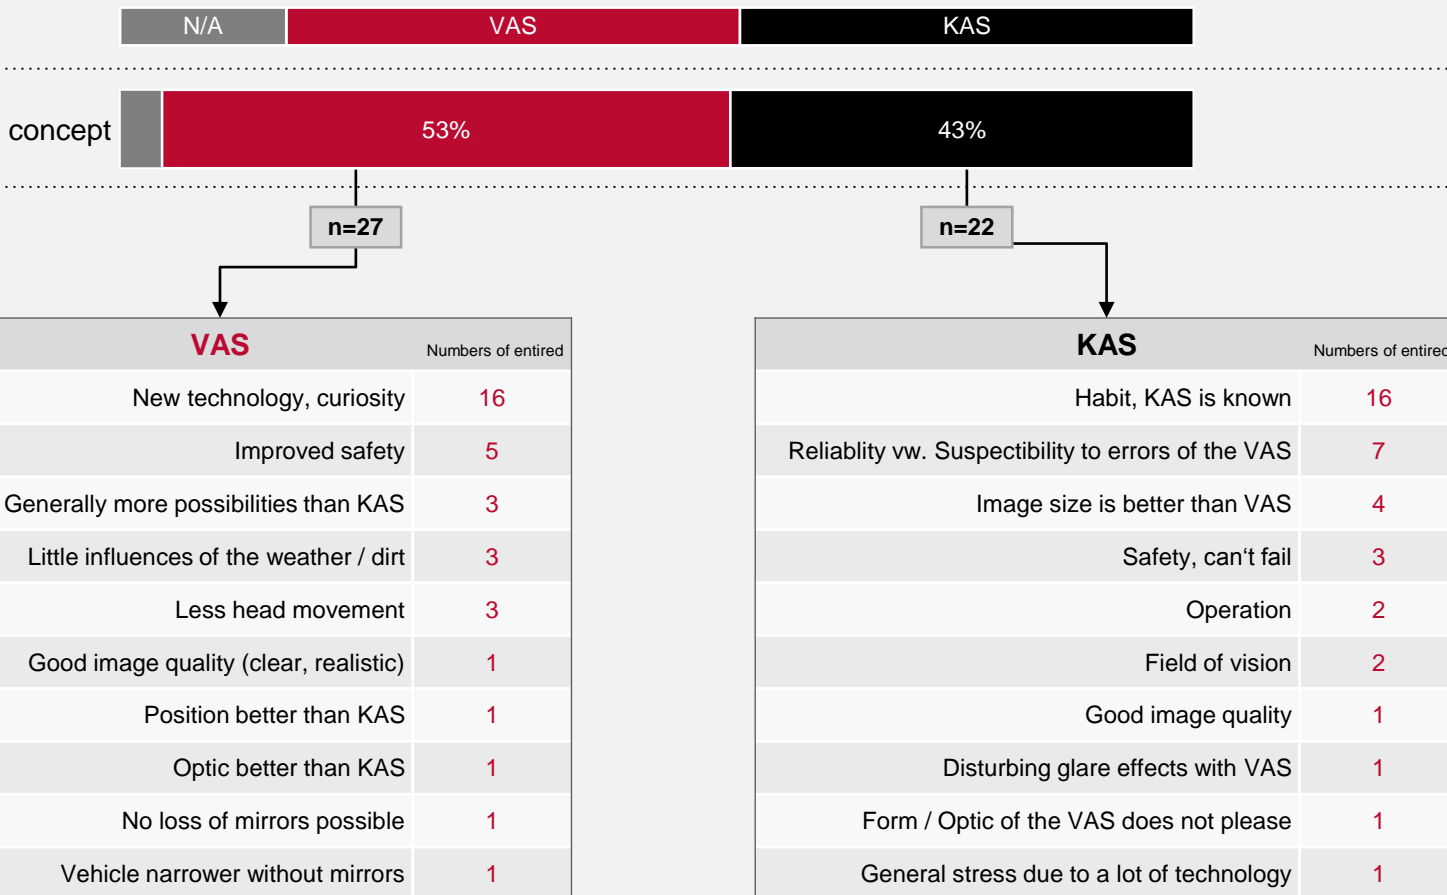 N/A VAS KAS
concept 53% 43%
n=27 n=22
VAS Numbers of entired
New technology, curiosity 16
Improved safety 5
Generally more possibilities than KAS 3
Little influences of the weather / dirt 3
Less head movement 3
Good image quality (clear, realistic) 1
Position better than KAS 1
Optic better than KAS 1
No loss of mirrors possible 1
Vehicle narrower without mirrors 1
KAS Numbers of entired
Habit, KAS is known 16
Reliablity vw. Suspectibility to errors of the VAS 7
Image size is better than VAS 4
Safety, can‘t fail 3
Operation 2
Field of vision 2
Good image quality 1
Disturbing glare effects with VAS 1
Form / Optic of the VAS does not please 1
General stress due to a lot of technology 1